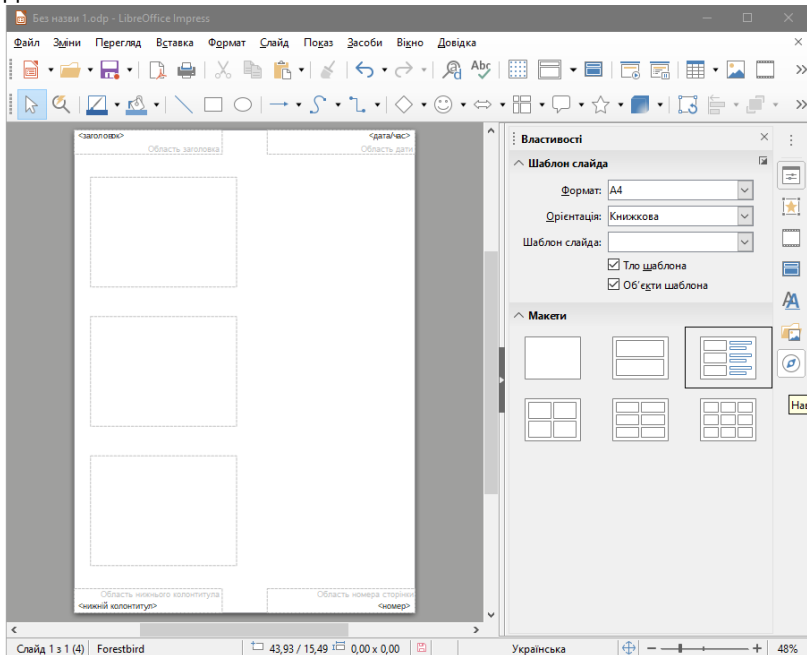 Без назви 1.odp - LibreOffice Impress
Файл Зміни Перегляд Вставка Формат Слайд Показ Засоби Вікно Довідка
Abc
<заголовок> <дата/час>
Область заголовка Область дати
Область нижнього колонтитула Область номера сторінки
<нижній колонтитул> <номер>
Властивості
Шаблон слайда
Формат: A4
Орієнтація: Книжкова
Шаблон слайда:
Тло шаблона
Об'єкти шаблона
Макети
Нав
Слайд 1 з 1 (4) Forestbird 43,93 / 15,49 0,00 x 0,00 Українська 48%